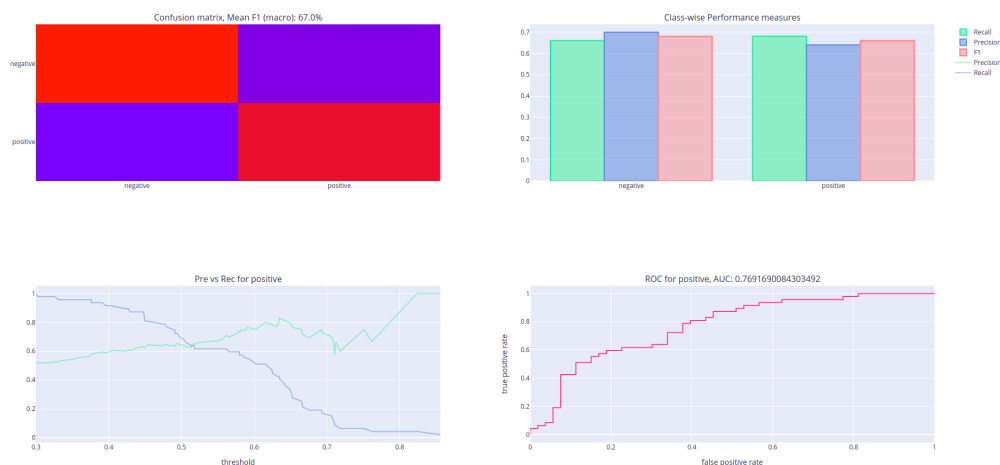 Confusion matrix, Mean F1 (macro): 67.0%
negative
positive
negative
positive
Class-wise Performance measures
0.7
0.6
0.5
0.4
0.3
0.2
0.1
0
negative
positive
Recall
Precision
F1
Precision
Recall
Pre vs Rec for positive
1
0.8
0.6
0.4
0.2
0
0.3
0.4
0.5
0.6
0.7
0.8
threshold
ROC for positive, AUC: 0.7691690084303492
true positive rate
1
0.8
0.6
0.4
0.2
0
0
0.2
0.4
0.6
0.8
1
false positive rate